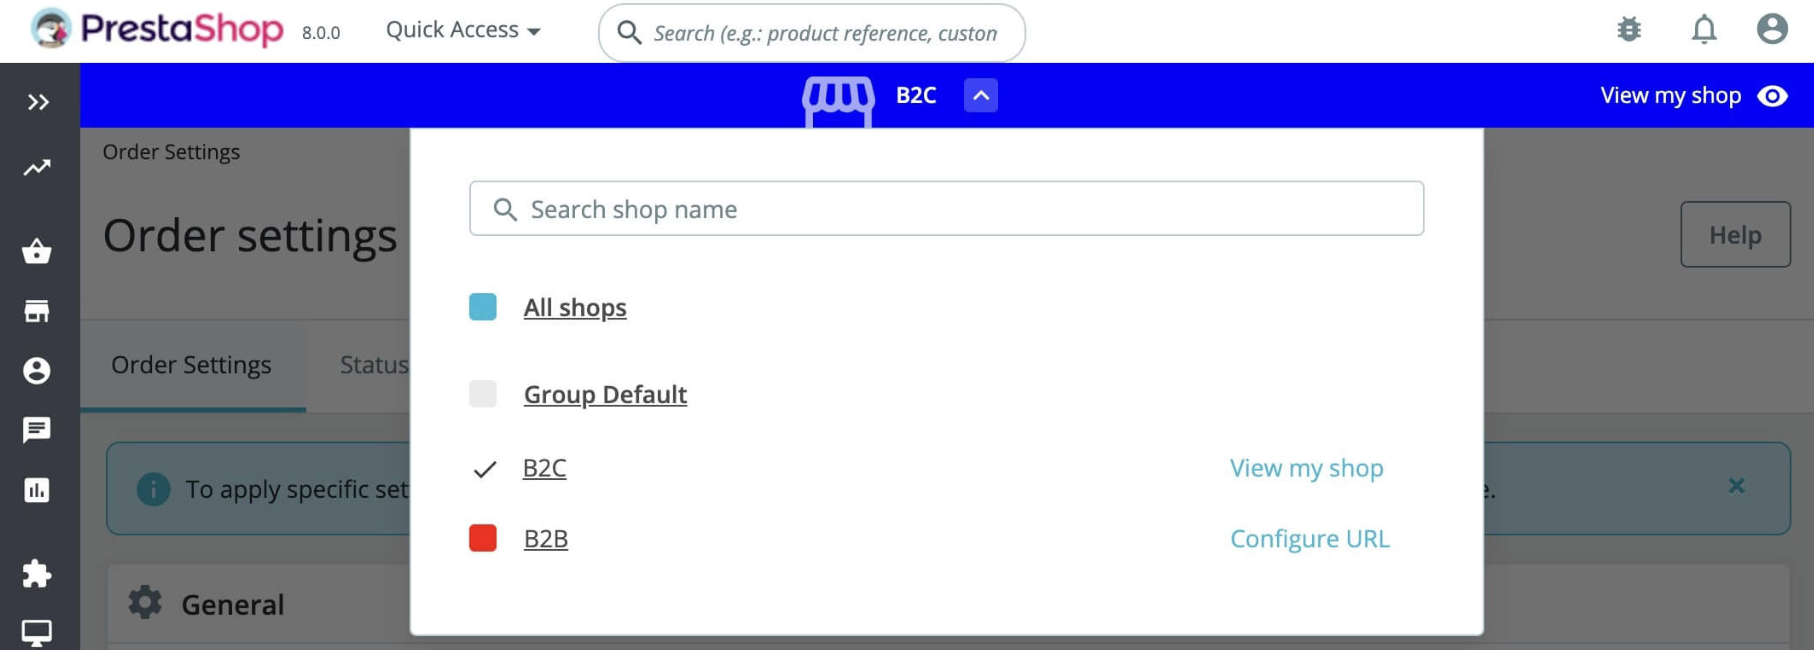 PrestaShop 8.0.0 Quick Access Search (e.g.: product reference, custon
B2C View my shop
Order Settings
Order settings
Help
Search shop name
All shops
Order Settings Status
Group Default
B2C View my shop
To apply specific set e.
B2B Configure URL
General